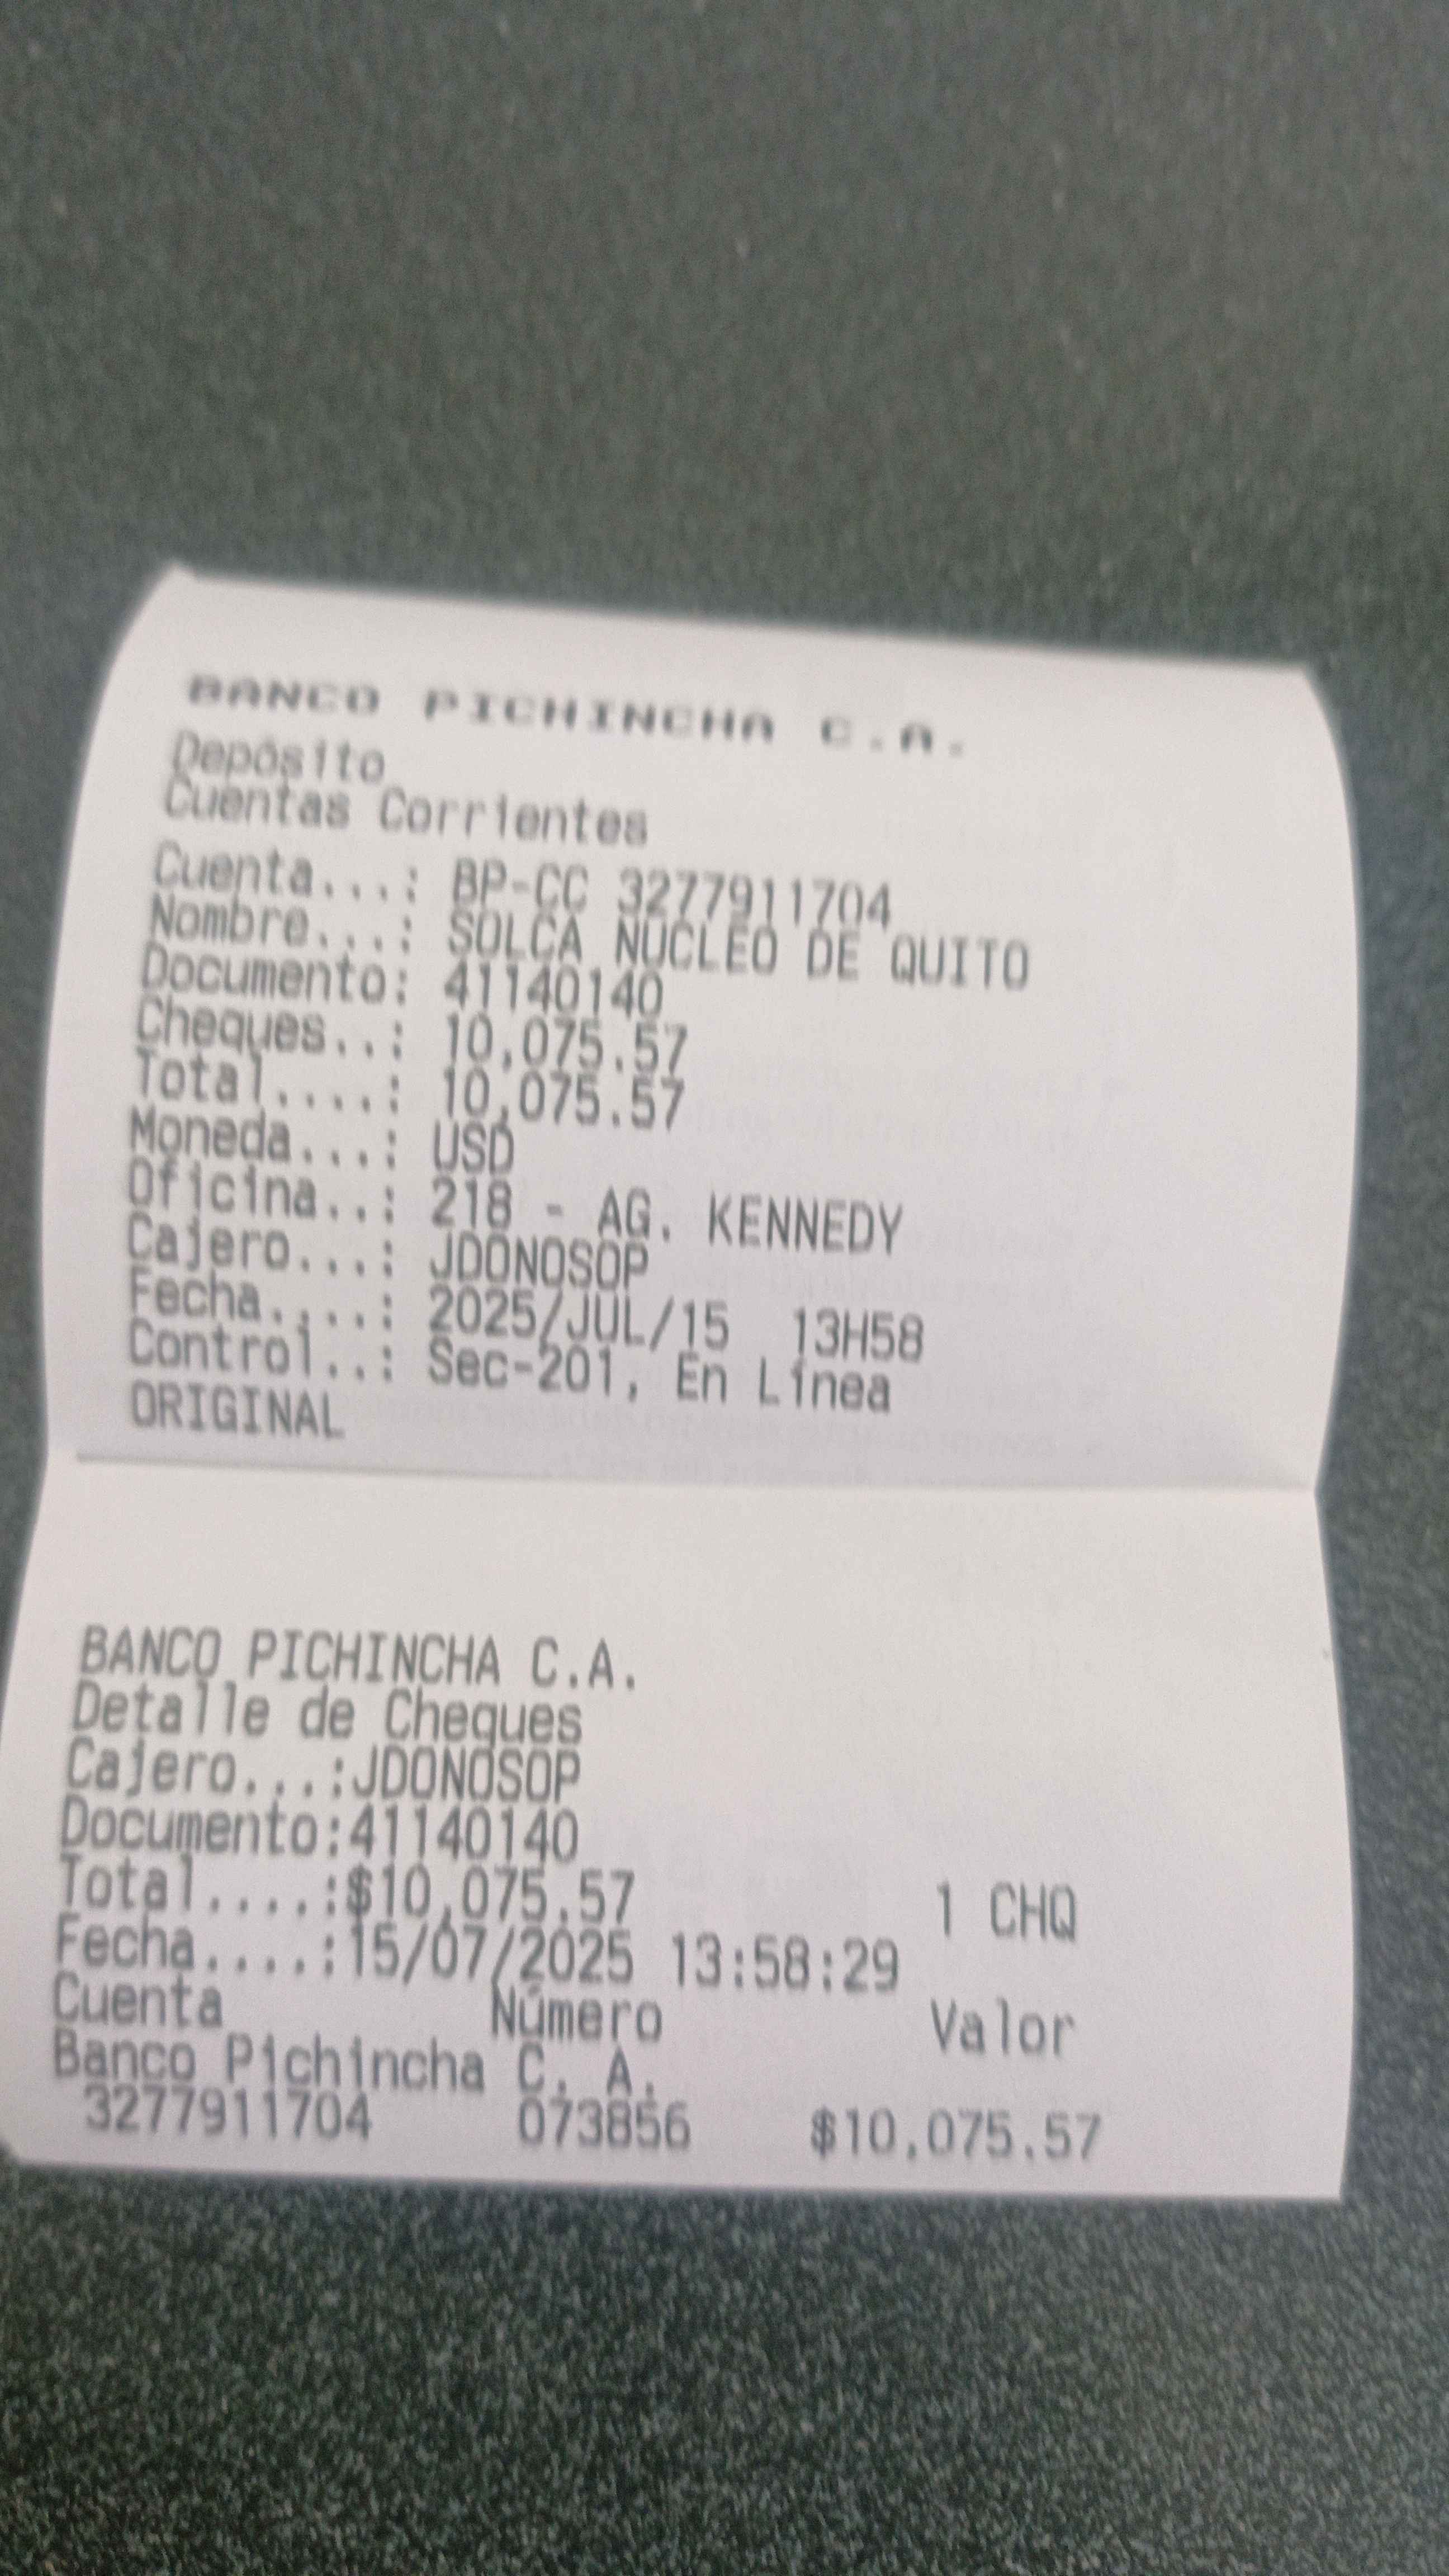 BANCO PICHINCHA C.A.
Depósito
Cuentas Corrientes
Cuenta...: BP-CC 3277911704
Nombre...: SOLCA NUCLEO DE QUITO
Documento: 41140140
Cheques..: 10,075.57
Total....: 10,075.57
Moneda...: USD
Oficina..: 218 - AG. KENNEDY
Cajero...: JDONOSOP
Fecha....: 2025/JUL/15 13H58
Control..: Sec-201, En Línea
ORIGINAL
BANCO PICHINCHA C.A.
Detalle de Cheques
Cajero...:JDONOSOP
Documento:41140140
Total....:$10,075.57 1 CHQ
Fecha....:15/07/2025 13:58:29
Cuenta Número Valor
Banco Pichincha C. A.
3277911704 073856 $10,075.57